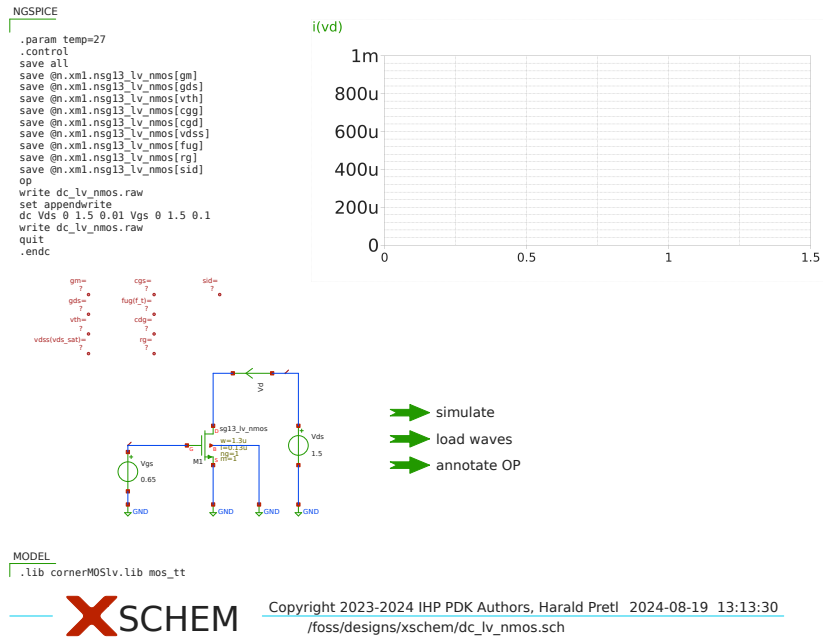 NGSPICE
.param temp=27
.control
save all
save @n.xm1.nsg13_lv_nmos[gm]
save @n.xm1.nsg13_lv_nmos[gds]
save @n.xm1.nsg13_lv_nmos[vth]
save @n.xm1.nsg13_lv_nmos[cgg]
save @n.xm1.nsg13_lv_nmos[cgd]
save @n.xm1.nsg13_lv_nmos[vdss]
save @n.xm1.nsg13_lv_nmos[fug]
save @n.xm1.nsg13_lv_nmos[rg]
save @n.xm1.nsg13_lv_nmos[sid]
op
write dc_lv_nmos.raw
set appendwrite
dc Vds 0 1.5 0.01 Vgs 0 1.5 0.1
write dc_lv_nmos.raw
quit
.endc
i(vd)
1m
800u
600u
400u
200u
0
0 0.5 1 1.5
gm= cgs= sid=
? ? ?
gds= fug(f_t)=
? ?
vth= cdg=
? ?
vdss(vds_sat)= rg=
? ?
Vd
sg13_lv_nmos
D
w=1.3u
l=0.13u
ng=1
m=1
G
B
S
M1
Vds
1.5
Vgs
0.65
GND GND GND GND
simulate
load waves
annotate OP
MODEL
.lib cornerMOSlv.lib mos_tt
XSCHEM
Copyright 2023-2024 IHP PDK Authors, Harald Pretl 2024-08-19 13:13:30
/foss/designs/xschem/dc_lv_nmos.sch